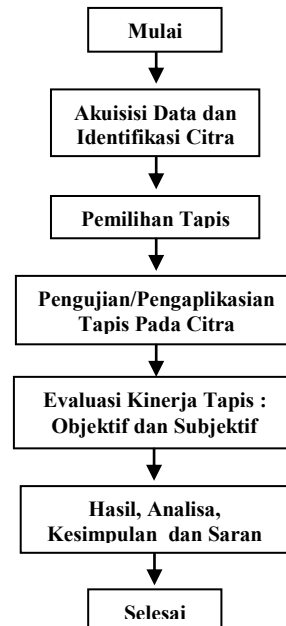 Mulai
Akuisisi Data dan
Identifikasi Citra
Pemilihan Tapis
Pengujian/Pengaplikasian
Tapis Pada Citra
Evaluasi Kinerja Tapis :
Objektif dan Subjektif
Hasil, Analisa,
Kesimpulan dan Saran
Selesai